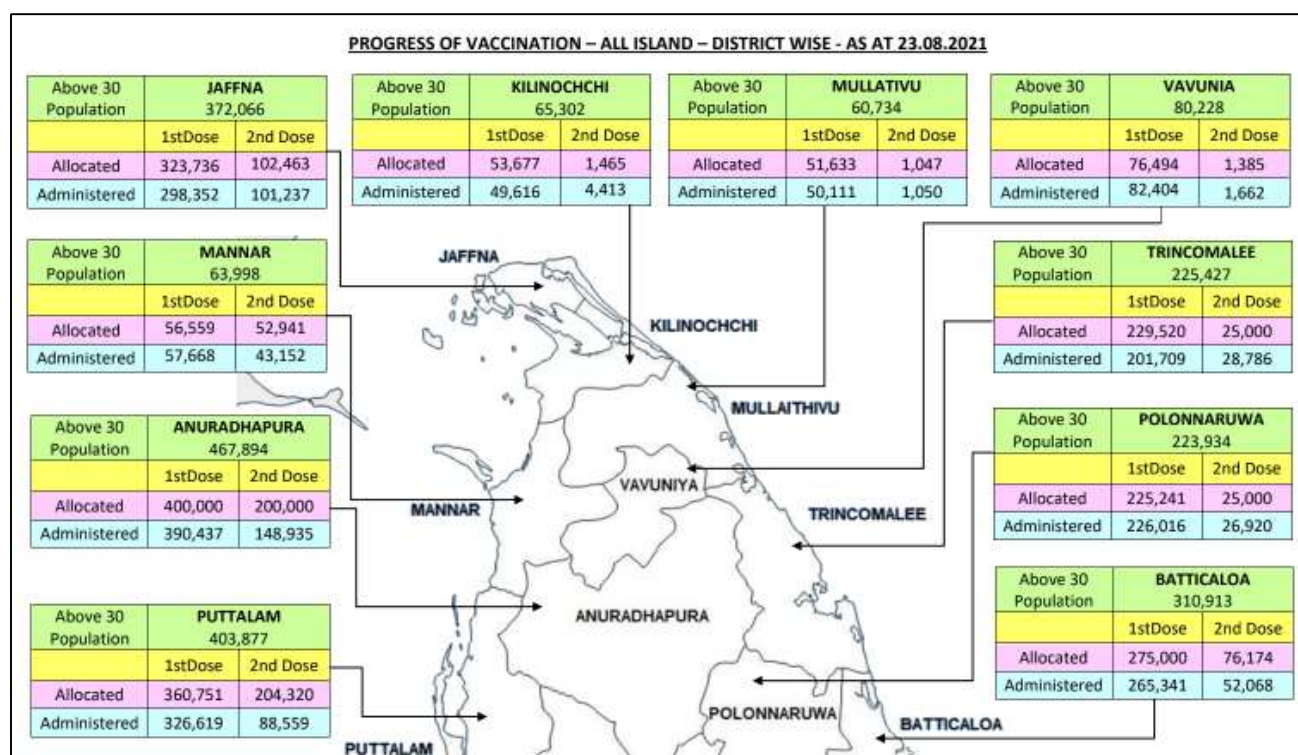 PROGRESS OF VACCINATION – ALL ISLAND – DISTRICT WISE - AS AT 23.08.2021
Above 30 Population JAFFNA 372,066
1stDose 2nd Dose
Allocated 323,736 102,463
Administered 298,352 101,237
Above 30 Population KILINOCHCHI 65,302
1stDose 2nd Dose
Allocated 53,677 1,465
Administered 49,616 4,413
Above 30 Population MULLATIVU 60,734
1stDose 2nd Dose
Allocated 51,633 1,047
Administered 50,111 1,050
Above 30 Population VAVUNIA 80,228
1stDose 2nd Dose
Allocated 76,494 1,385
Administered 82,404 1,662
Above 30 Population MANNAR 63,998
1stDose 2nd Dose
Allocated 56,559 52,941
Administered 57,668 43,152
Above 30 Population TRINCOMALEE 225,427
1stDose 2nd Dose
Allocated 229,520 25,000
Administered 201,709 28,786
Above 30 Population ANURADHAPURA 467,894
1stDose 2nd Dose
Allocated 400,000 200,000
Administered 390,437 148,935
Above 30 Population POLONNARUWA 223,934
1stDose 2nd Dose
Allocated 225,241 25,000
Administered 226,016 26,920
Above 30 Population PUTTALAM 403,877
1stDose 2nd Dose
Allocated 360,751 204,320
Administered 326,619 88,559
Above 30 Population BATTICALOA 310,913
1stDose 2nd Dose
Allocated 275,000 76,174
Administered 265,341 52,068
JAFFNA
KILINOCHCHI
MULLAITHIVU
VAVUNIYA
MANNAR
TRINCOMALEE
ANURADHAPURA
POLONNARUWA
BATTICALOA
PUTTALAM